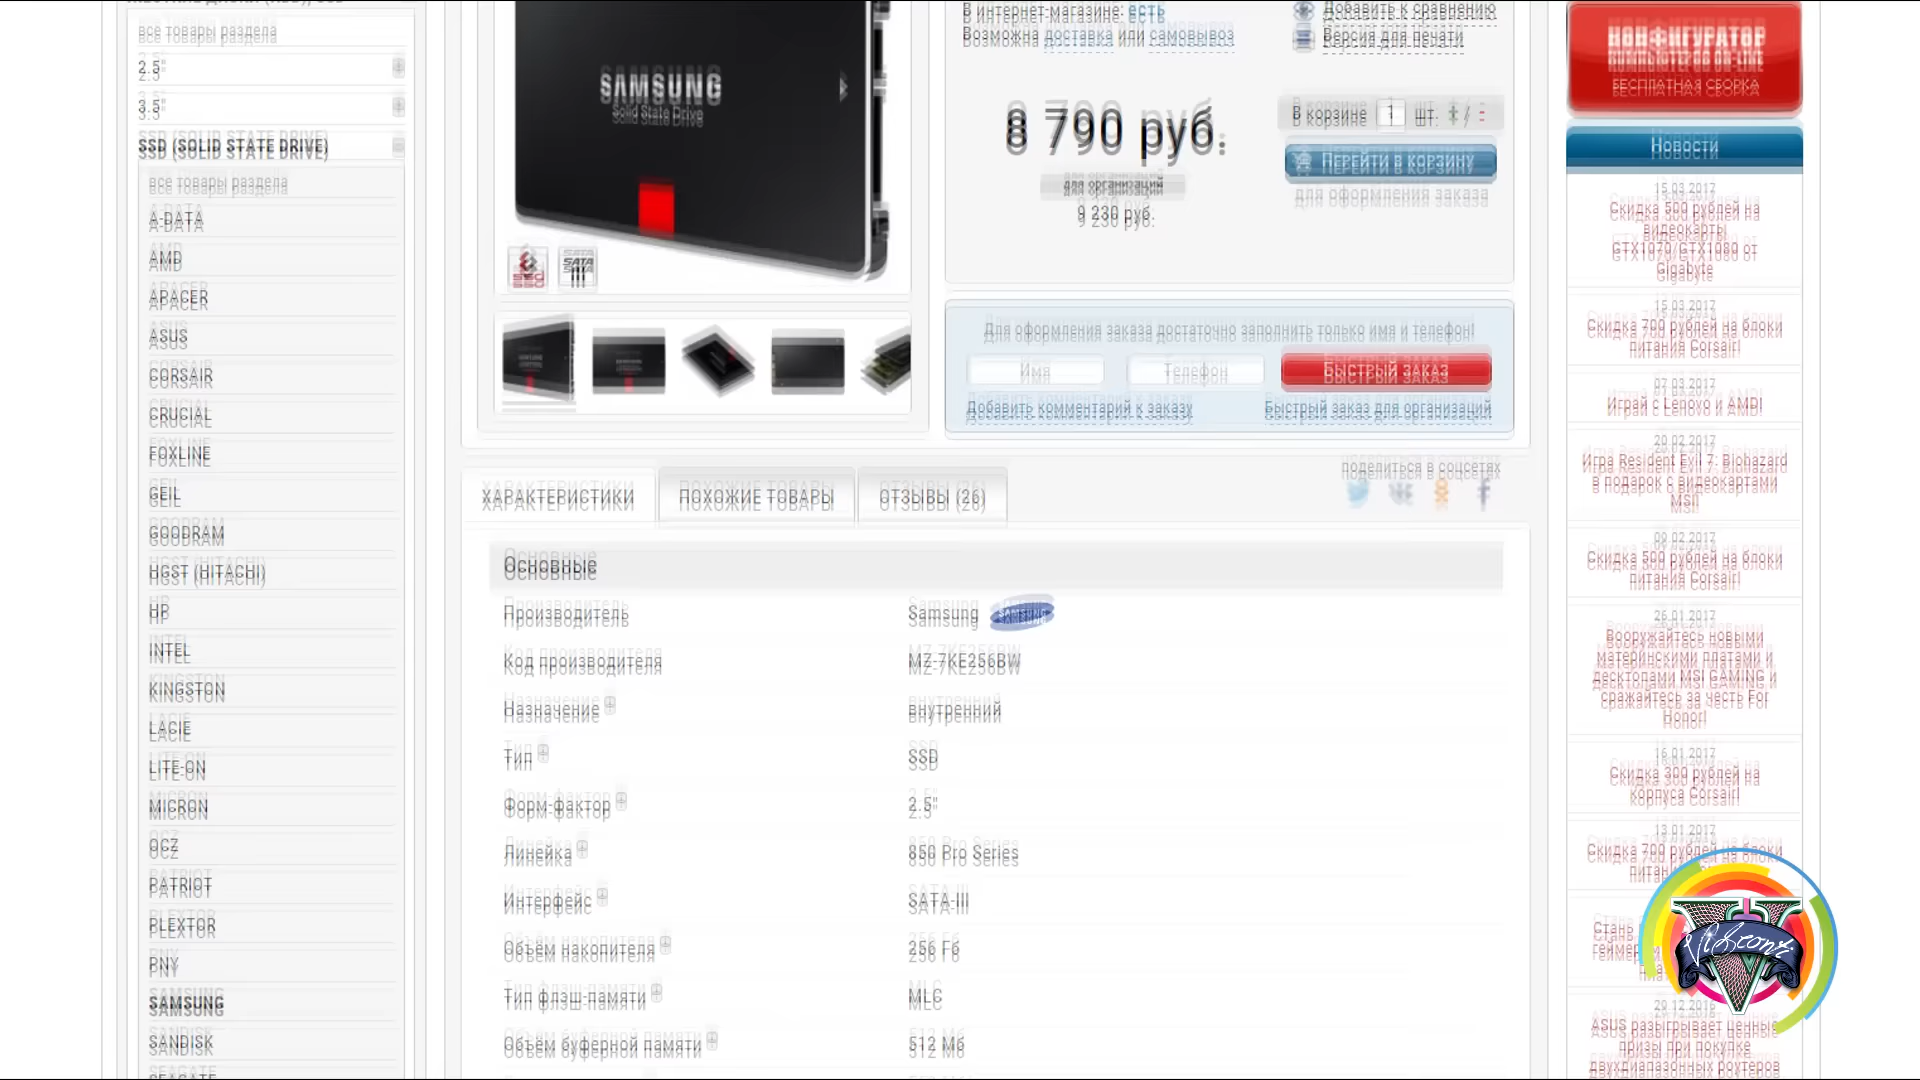 все товары раздела
2.5"
3.5"
SSD (SOLID STATE DRIVE)
все товары раздела
A-DATA
AMD
APACER
ASUS
CORSAIR
CRUCIAL
FOXLINE
GEIL
GOODRAM
HGST (HITACHI)
HP
INTEL
KINGSTON
LACIE
LITE-ON
MICRON
OCZ
PATRIOT
PLEXTOR
PNY
SAMSUNG
SANDISK
SEAGATE
SAMSUNG
Solid State Drive
SSD
SATA
III
В интернет-магазине: есть
Возможна доставка или самовывоз
Добавить к сравнению
Версия для печати
8 790 руб.
для организаций
9 230 руб.
В корзине 1 шт.
ПЕРЕЙТИ В КОРЗИНУ
для оформления заказа
Для оформления заказа достаточно заполнить только имя и телефон!
Имя
Телефон
БЫСТРЫЙ ЗАКАЗ
Добавить комментарий к заказу
Быстрый заказ для организаций
ХАРАКТЕРИСТИКИ
ПОХОЖИЕ ТОВАРЫ
ОТЗЫВЫ (26)
поделиться в соцсетях
Основные
Производитель Samsung SAMSUNG
Код производителя MZ-7KE256BW
Назначение внутренний
Тип SSD
Форм-фактор 2.5"
Линейка 850 Pro Series
Интерфейс SATA-III
Объем накопителя 256 Гб
Тип флэш-памяти MLC
Объём буферной памяти 512 Мб
КОНФИГУРАТОР
КОМПЬЮТЕРОВ ON-LINE
БЕСПЛАТНАЯ СБОРКА
Новости
15.03.2017
Скидка 500 рублей на
видеокарты
GTX1070/GTX1080 от
Gigabyte
15.03.2017
Скидка 700 рублей на блоки
питания Corsair!
07.03.2017
Играй с Lenovo и AMD!
20.02.2017
Игра Resident Evil 7: Biohazard
в подарок с видеокартами
MSI!
09.02.2017
Скидка 500 рублей на блоки
питания Corsair!
26.01.2017
Вооружайтесь новыми
материнскими платами и
десктопами MSI GAMING и
сражайтесь за честь For
Honor!
16.01.2017
Скидка 300 рублей на
корпуса Corsair!
13.01.2017
Скидка 700 рублей на блоки
Стань
29.12.2016
ASUS разыгрывает ценные
призы при покупке
двухдиапазонных роутеров
Vidsconti